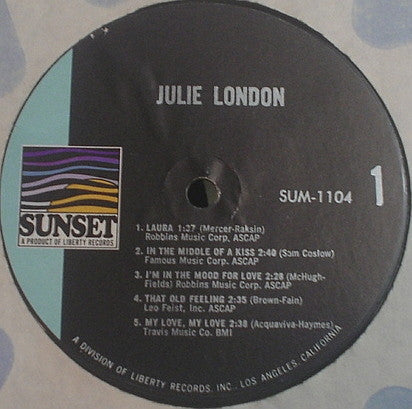 JULIE LONDON
SUNSET
A PRODUCT OF LIBERTY RECORDS
SUM-1104
1
1. LAURA 1:27 (Mercer-Raksin)
Robbins Music Corp. ASCAP
2. IN THE MIDDLE OF A KISS 2:40 (Sam Coslow)
Famous Music Corp. ASCAP
3. I'M IN THE MOOD FOR LOVE 2:28 (McHugh-
Fields) Robbins Music Corp. ASCAP
4. THAT OLD FEELING 2:35 (Brown-Fain)
Leo Feist, Inc. ASCAP
5. MY LOVE, MY LOVE 2:38 (Acquaviva-Haymes)
Travis Music Co. BMI
A DIVISION OF LIBERTY RECORDS, INC., LOS ANGELES, CALIFORNIA